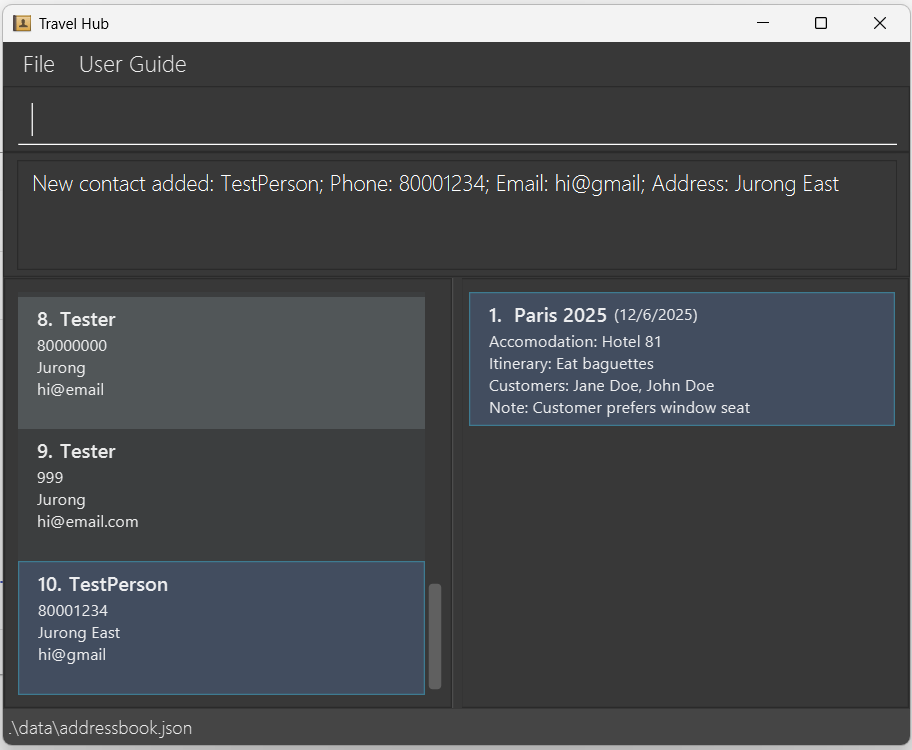 Travel Hub
File User Guide
New contact added: TestPerson; Phone: 80001234; Email: hi@gmail; Address: Jurong East
8. Tester
80000000
Jurong
hi@email
9. Tester
999
Jurong
hi@email.com
10. TestPerson
80001234
Jurong East
hi@gmail
1. Paris 2025 (12/6/2025)
Accomodation: Hotel 81
Itinerary: Eat baguettes
Customers: Jane Doe, John Doe
Note: Customer prefers window seat
.\data\addressbook.json